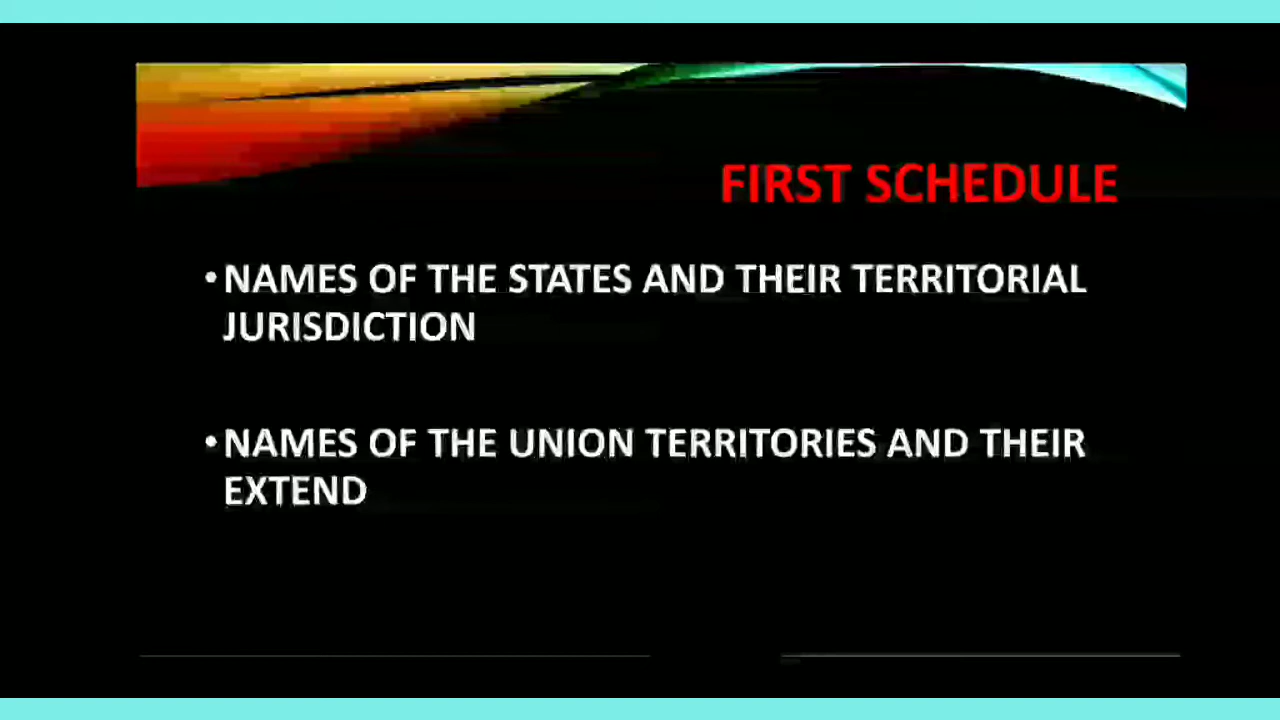 FIRST SCHEDULE
•NAMES OF THE STATES AND THEIR TERRITORIAL
JURISDICTION
•NAMES OF THE UNION TERRITORIES AND THEIR
EXTEND